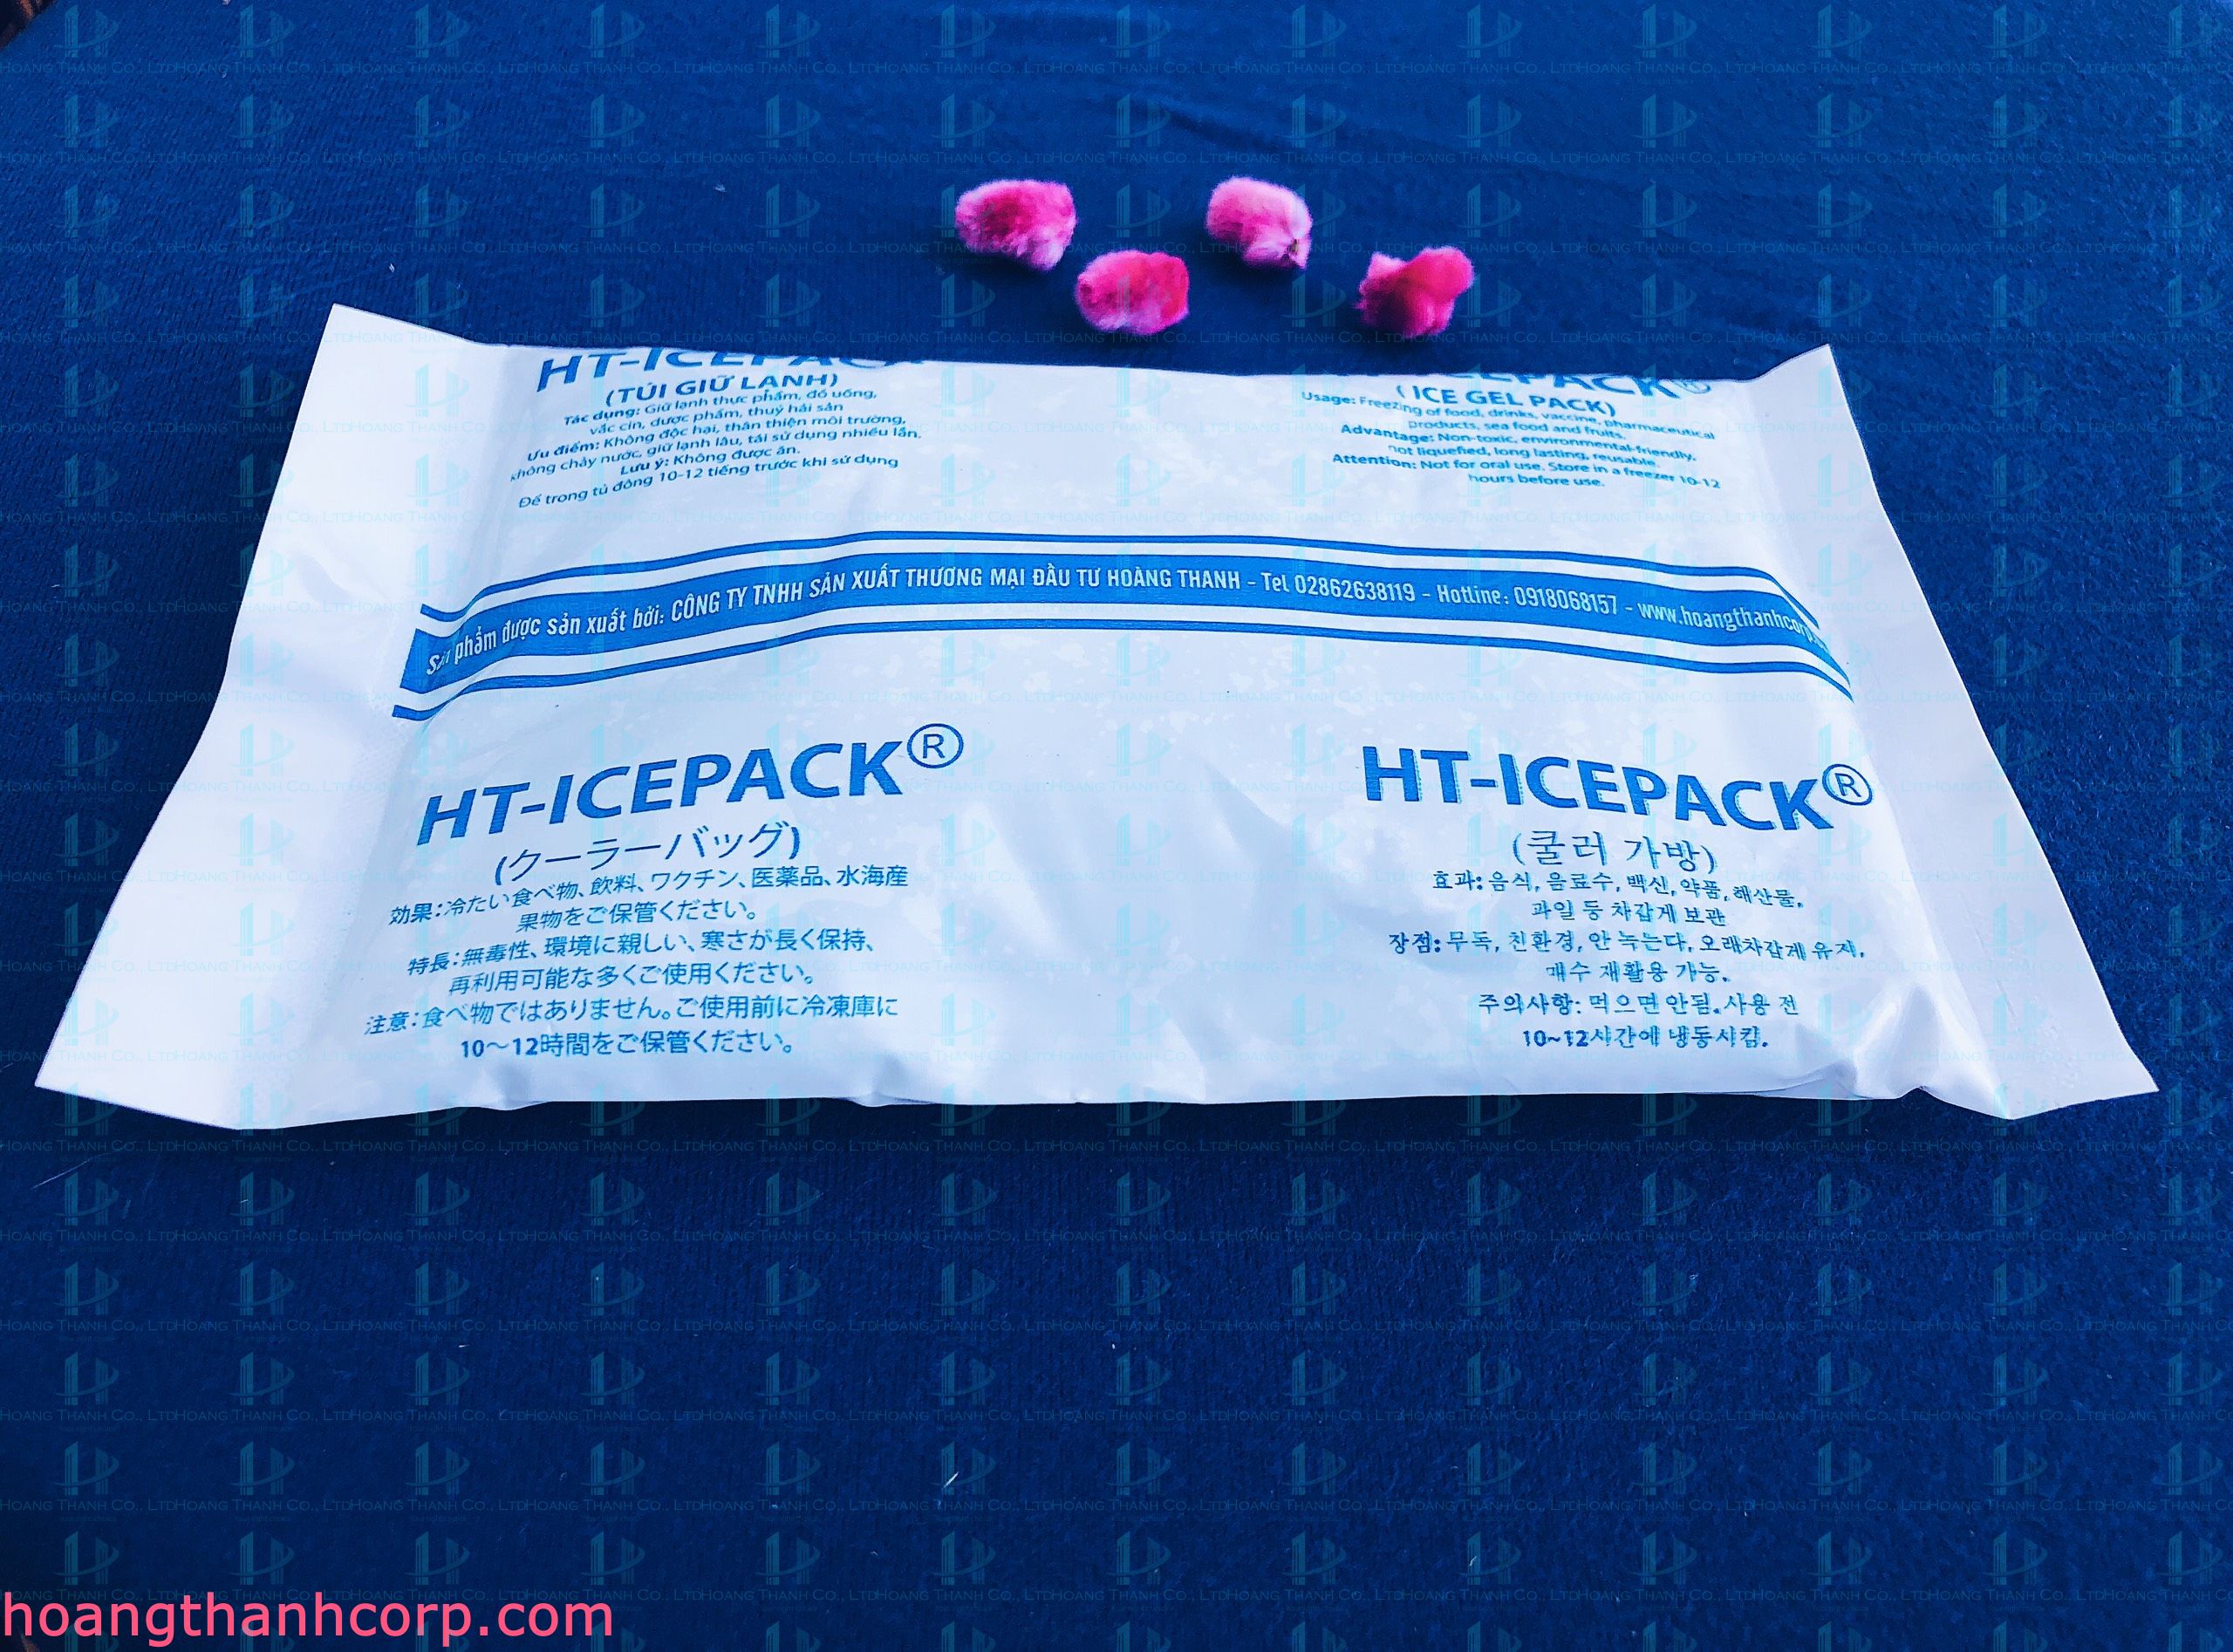 HT-ICEPACK
(TÚI GIỮ LẠNH)
Tác dụng: Giữ lạnh thực phẩm, đồ uống,
vắc cin, dược phẩm, thuỷ hải sản
Ưu điểm: Không độc hại, thân thiện môi trường,
không chảy nước, giữ lạnh lâu, tái sử dụng nhiều lần.
Lưu ý: Không được ăn.
Để trong tủ đông 10-12 tiếng trước khi sử dụng
ICEPACK®
( ICE GEL PACK)
Usage: Freezing of food, drinks, vaccine, pharmaceutical
products, sea food and fruits.
Advantage: Non-toxic, environmental-friendly,
not liquefied, long lasting, reusable.
Attention: Not for oral use. Store in a freezer 10-12
hours before use.
Sản phẩm được sản xuất bởi: CÔNG TY TNHH SẢN XUẤT THƯƠNG MẠI ĐẦU TƯ HOÀNG THANH - Tel 02862638119 - Hotline: 0918068157 - www.hoangthanhcorp
HT-ICEPACK®
(クーラーバッグ)
効果：冷たい食べ物、飲料、ワクチン、医薬品、水海産
果物をご保管ください。
特長：無毒性、環境に親しい、寒さが長く保持、
再利用可能な多くご使用ください。
注意：食べ物ではありません。ご使用前に冷凍庫に
10～12時間をご保管ください。
HT-ICEPACK®
(쿨러 가방)
효과: 음식, 음료수, 백신, 약품, 해산물,
과일 등 차갑게 보관
장점: 무독, 친환경, 안 녹는다, 오래차갑게 유지,
매수 재활용 가능.
주의사항: 먹으면 안됨. 사용 전
10~12시간에 냉동시킴.
hoangthanhcorp.com
HOANG THANH CO., LTD